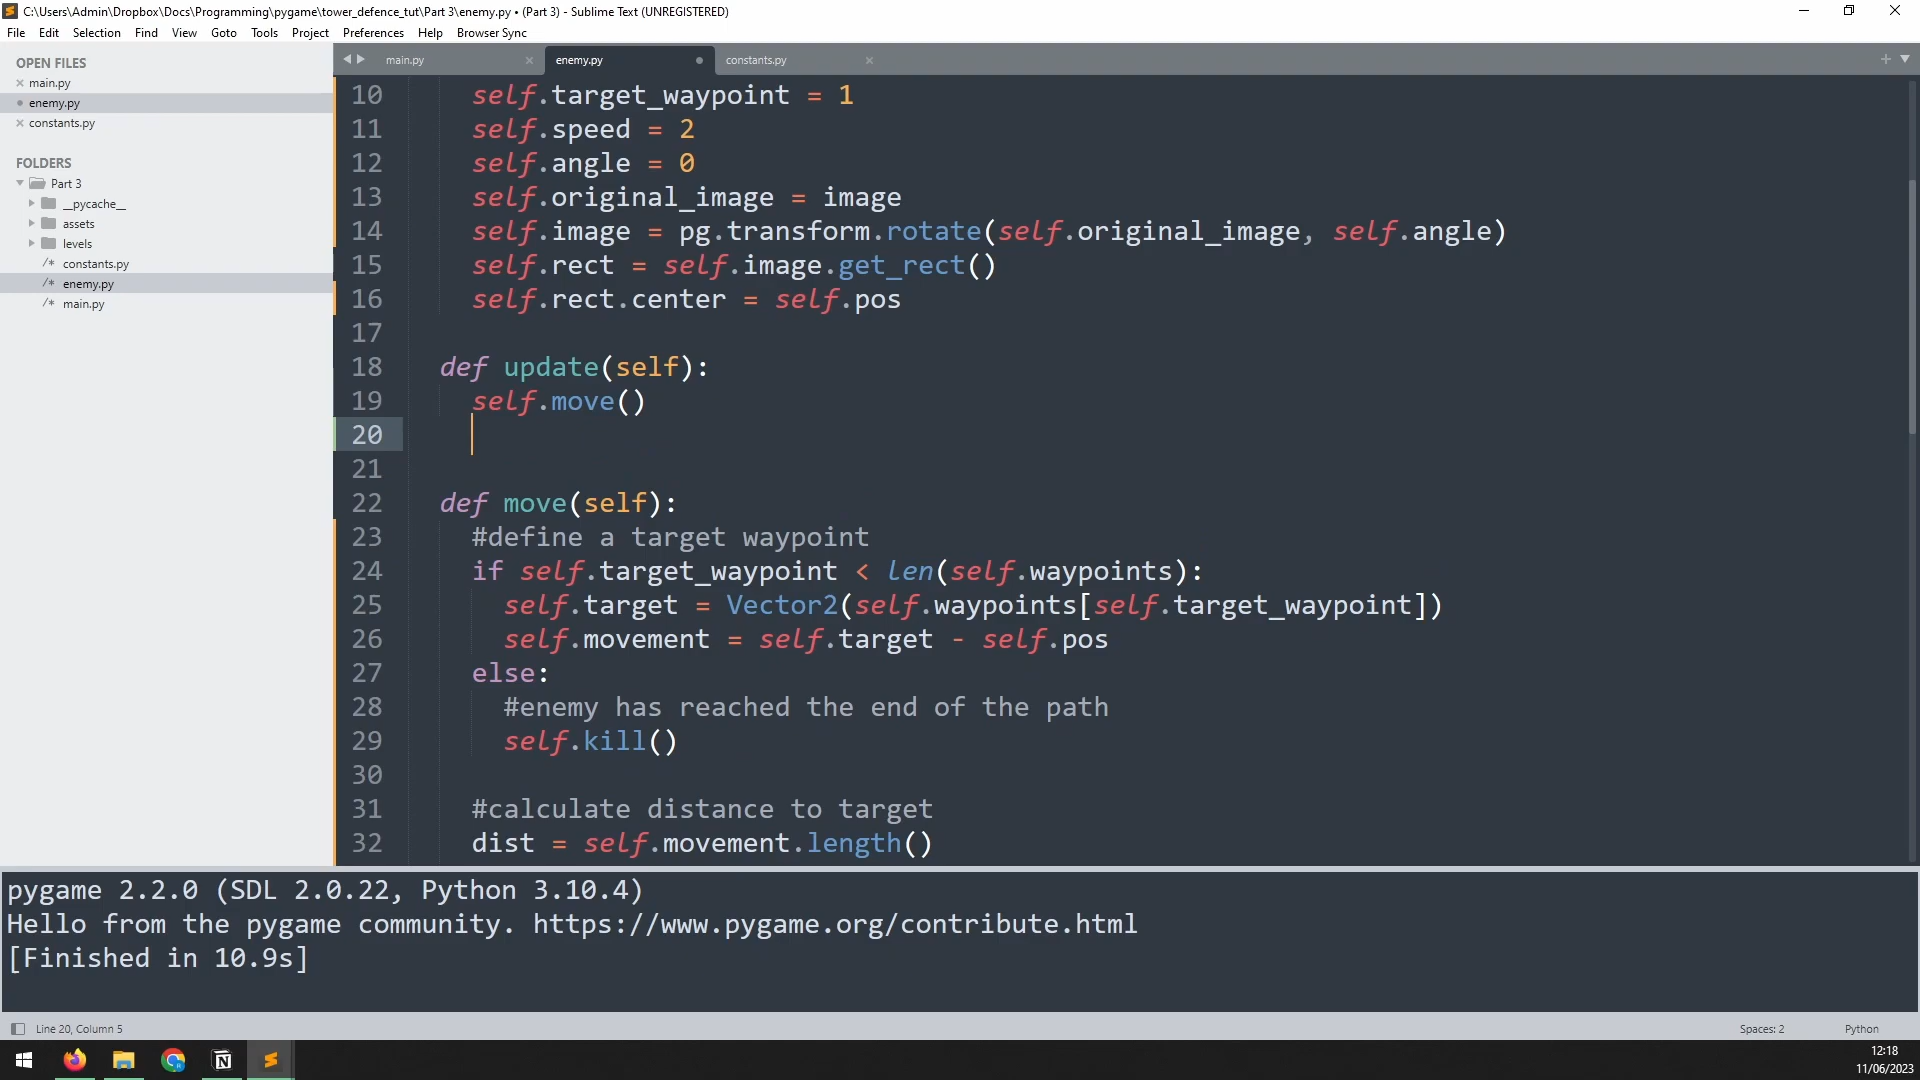 C:\Users\Admin\Dropbox\Docs\Programming\pygame\tower_defence_tut\Part 3\enemy.py • (Part 3) - Sublime Text (UNREGISTERED)
File Edit Selection Find View Goto Tools Project Preferences Help Browser Sync
OPEN FILES
main.py
enemy.py
constants.py
FOLDERS
Part 3
__pycache__
assets
levels
/* constants.py
/* enemy.py
/* main.py
main.py enemy.py constants.py
10 self.target_waypoint = 1
11 self.speed = 2
12 self.angle = 0
13 self.original_image = image
14 self.image = pg.transform.rotate(self.original_image, self.angle)
15 self.rect = self.image.get_rect()
16 self.rect.center = self.pos
17
18 def update(self):
19 self.move()
20
21
22 def move(self):
23 #define a target waypoint
24 if self.target_waypoint < len(self.waypoints):
25 self.target = Vector2(self.waypoints[self.target_waypoint])
26 self.movement = self.target - self.pos
27 else:
28 #enemy has reached the end of the path
29 self.kill()
30
31 #calculate distance to target
32 dist = self.movement.length()
pygame 2.2.0 (SDL 2.0.22, Python 3.10.4)
Hello from the pygame community. https://www.pygame.org/contribute.html
[Finished in 10.9s]
Line 20, Column 5 Spaces: 2 Python
12:18
11/06/2023